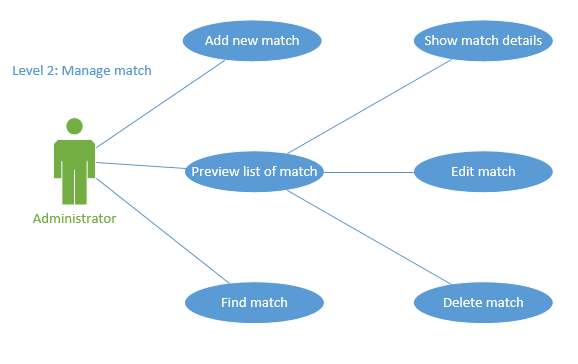 Add new match
Show match details
Level 2: Manage match
Preview list of match
Edit match
Administrator
Find match
Delete match